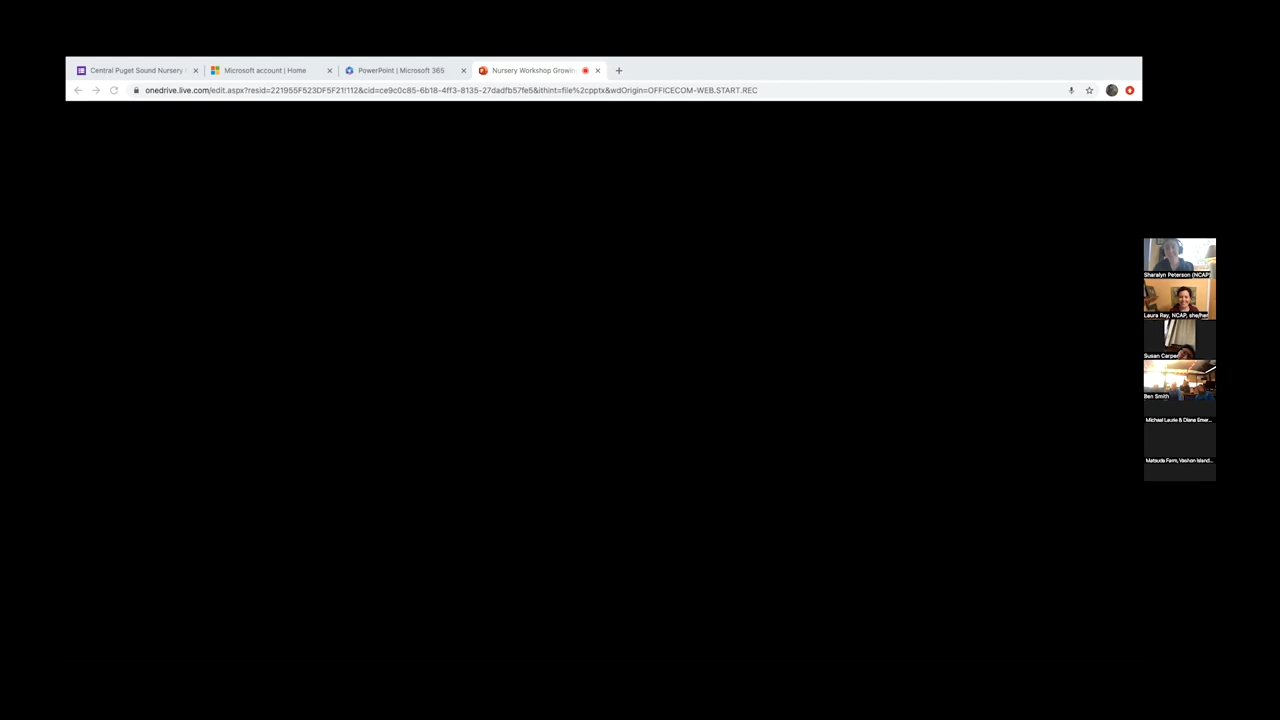 Central Puget Sound Nursery
Microsoft account | Home
PowerPoint | Microsoft 365
Nursery Workshop Growin
onedrive.live.com/edit.aspx?resid=221955F523DF5F21!112&cid=ce9c0c85-6b18-4ff3-8135-27dadfb57fe5&ithint=file%2cpptx&wdOrigin=OFFICECOM-WEB.START.REC
Sharalyn Peterson (NCAP)
Laura Ray, NCAP, she/her
Susan Carpe
Ben Smith
Michael Laurie & Diane Emer...
Matsuda Farm, Vashon Island...